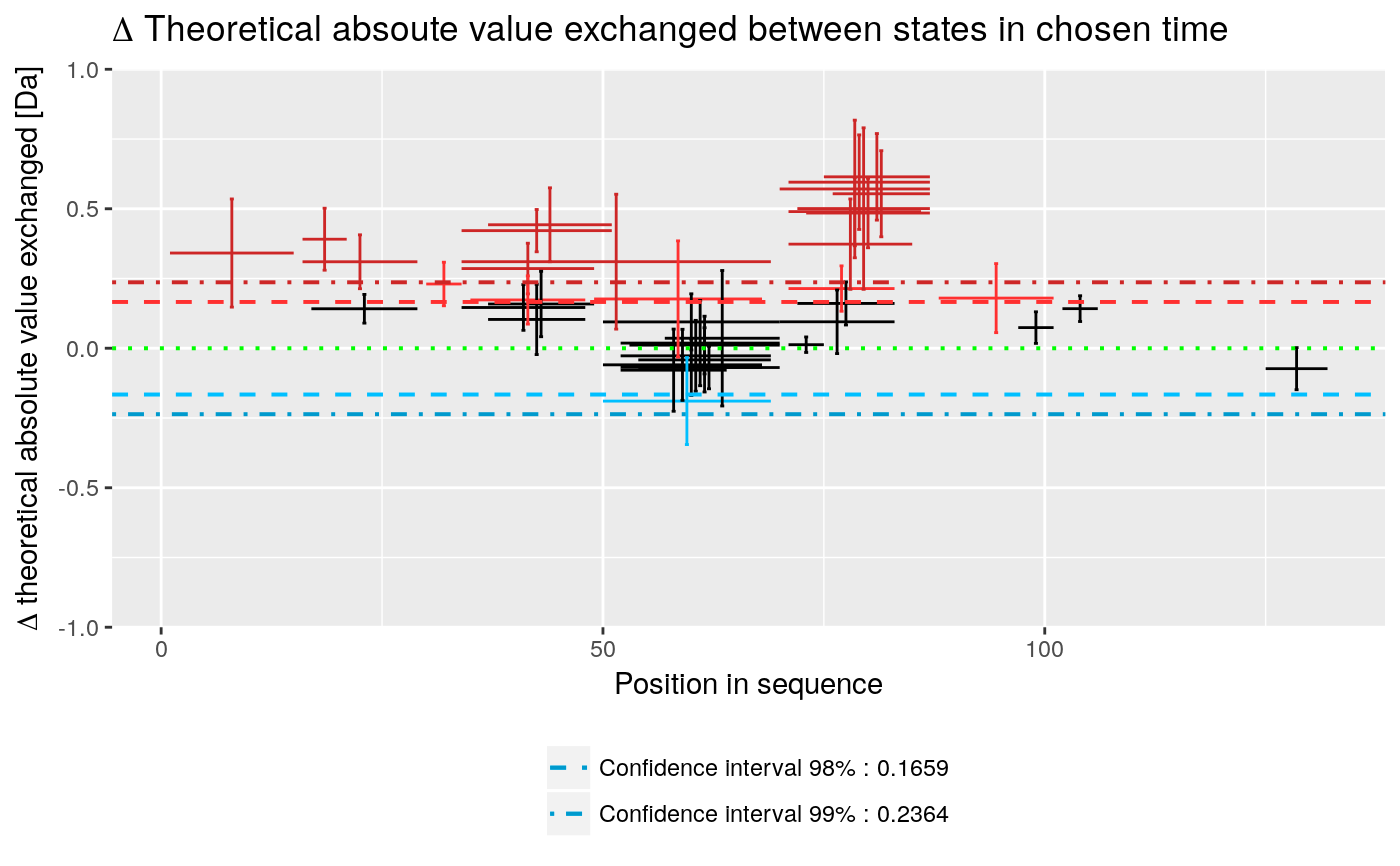 Δ Theoretical absoute value exchanged between states in chosen time
Δ theoretical absolute value exchanged [Da]
1.0
0.5
0.0
-0.5
-1.0
0 50 100
Position in sequence
Confidence interval 98% : 0.1659
Confidence interval 99% : 0.2364